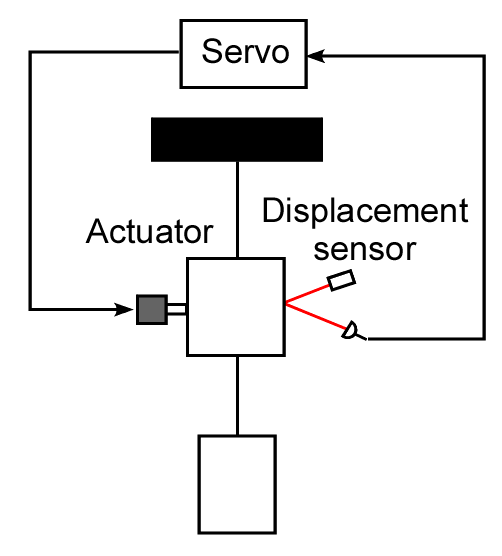 Servo
Actuator
Displacement
sensor